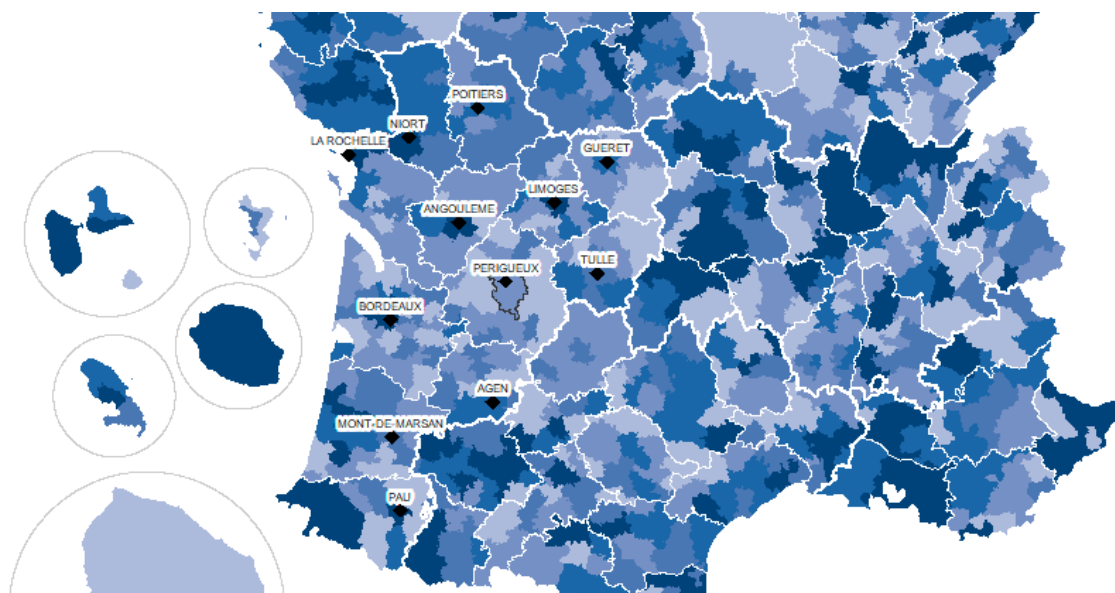 POITIERS
NIORT
LA ROCHELLE
GUERET
LIMOGES
ANGOULEME
TULLE
PERIGUEUX
BORDEAUX
AGEN
MONT-DE-MARSAN
PAU